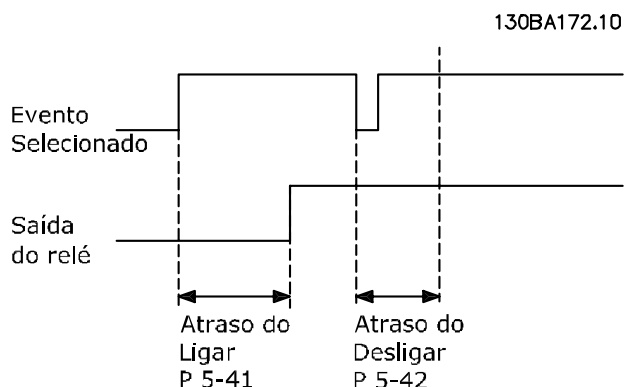 130BA172.10
Evento
Selecionado
Saída
do relé
Atraso do
Ligar
P 5-41
Atraso do
Desligar
P 5-42